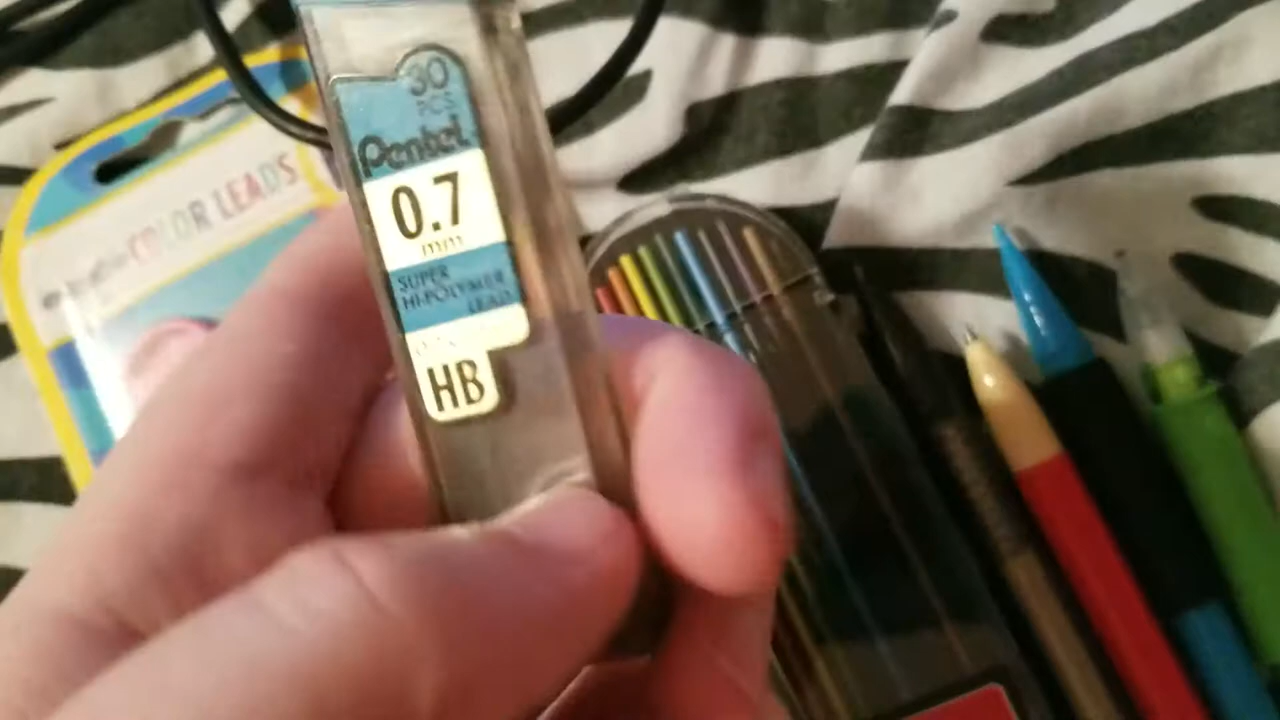 30
PCS
Pentel
0.7
mm
SUPER
HI-POLYMER
LEAD
HB
COLOR LEADS